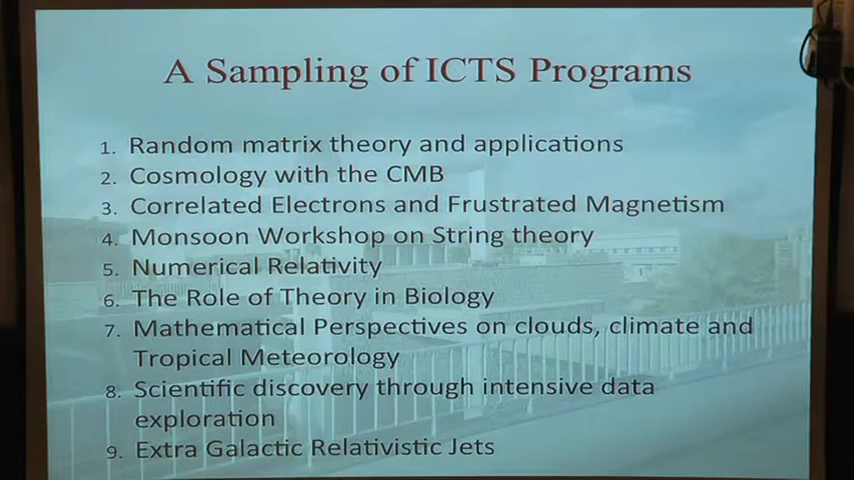 A Sampling of ICTS Programs
1. Random matrix theory and applications
2. Cosmology with the CMB
3. Correlated Electrons and Frustrated Magnetism
4. Monsoon Workshop on String theory
5. Numerical Relativity
6. The Role of Theory in Biology
7. Mathematical Perspectives on clouds, climate and
Tropical Meteorology
8. Scientific discovery through intensive data
exploration
9. Extra Galactic Relativistic Jets